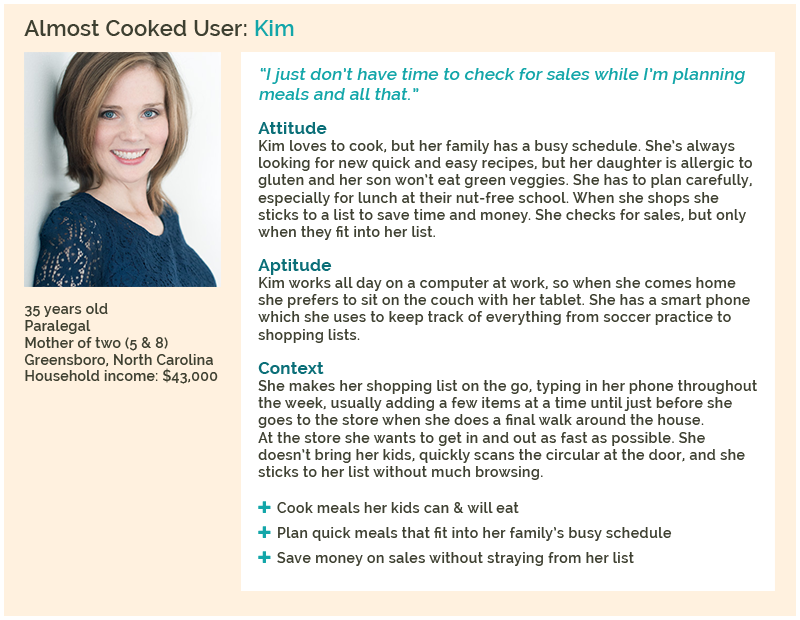 Almost Cooked User: Kim
35 years old
Paralegal
Mother of two (5 & 8)
Greensboro, North Carolina
Household income: $43,000
"I just don't have time to check for sales while I'm planning
meals and all that."
Attitude
Kim loves to cook, but her family has a busy schedule. She's always
looking for new quick and easy recipes, but her daughter is allergic to
gluten and her son won't eat green veggies. She has to plan carefully,
especially for lunch at their nut-free school. When she shops she
sticks to a list to save time and money. She checks for sales, but only
when they fit into her list.
Aptitude
Kim works all day on a computer at work, so when she comes home
she prefers to sit on the couch with her tablet. She has a smart phone
which she uses to keep track of everything from soccer practice to
shopping lists.
Context
She makes her shopping list on the go, typing in her phone throughout
the week, usually adding a few items at a time until just before she
goes to the store when she does a final walk around the house.
At the store she wants to get in and out as fast as possible. She
doesn't bring her kids, quickly scans the circular at the door, and she
sticks to her list without much browsing.
+ Cook meals her kids can & will eat
+ Plan quick meals that fit into her family's busy schedule
+ Save money on sales without straying from her list